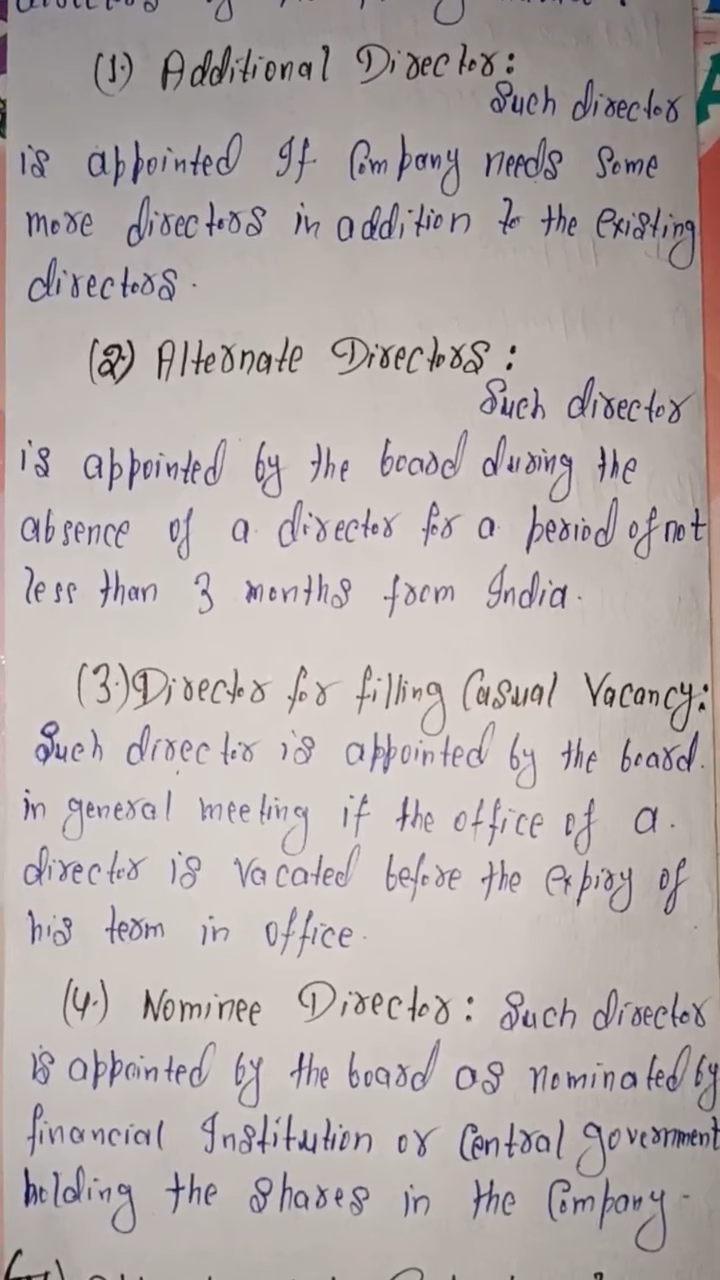 (1.) Additional Director:
Such director
is appointed If Company needs Some
more directors in addition to the existing
directors.
(2.) Alternate Directors:
Such director
is appointed by the board during the
absence of a director for a period of not
less than 3 months from India.
(3.) Director for filling Casual Vacancy:
Such director is appointed by the board.
in general meeting if the office of a.
director is Vacated before the expiry of
his term in office.
(4.) Nominee Director: Such director
is appointed by the board as nominated by
financial Institution or Central government
holding the Shares in the Company.